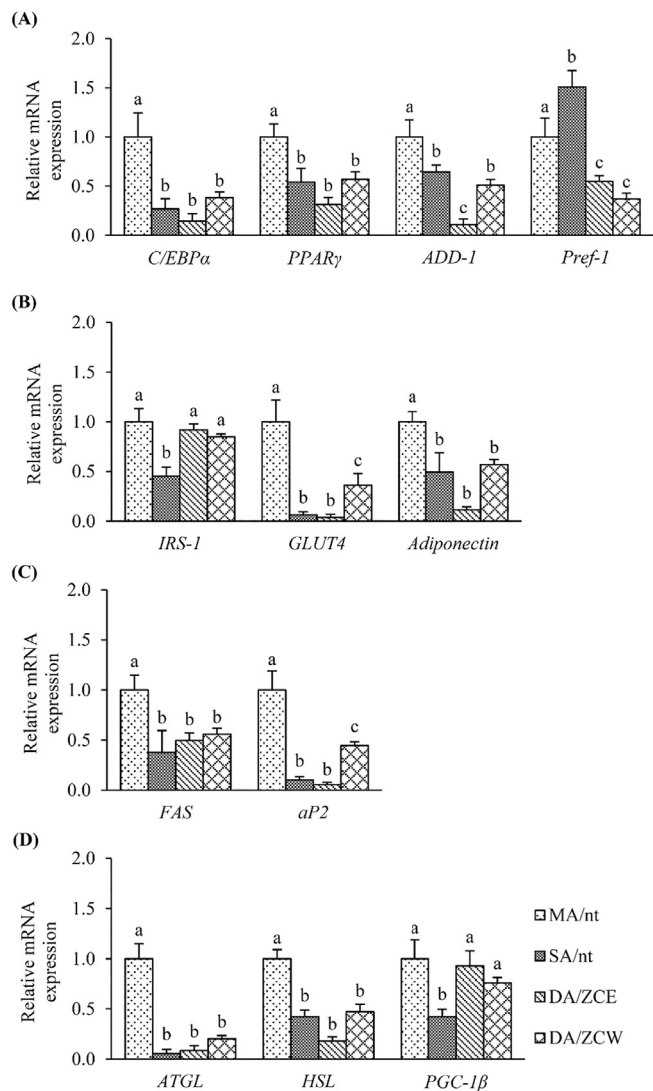 (A)
Relative mRNA
expression
2.0
1.5
1.0
0.5
0.0
a b b b a b b b a b c b a b c c
C/EBPα PPARγ ADD-1 Pref-1
(B)
Relative mRNA
expression
2.0
1.5
1.0
0.5
0.0
a b a a a b b c a b b b
IRS-1 GLUT4 Adiponectin
(C)
Relative mRNA
expression
2.0
1.5
1.0
0.5
0.0
a b b b a b b c
FAS aP2
(D)
Relative mRNA
expression
2.0
1.5
1.0
0.5
0.0
a b b b a b b b a b a a
ATGL HSL PGC-1β
MA/nt
SA/nt
DA/ZCE
DA/ZCW